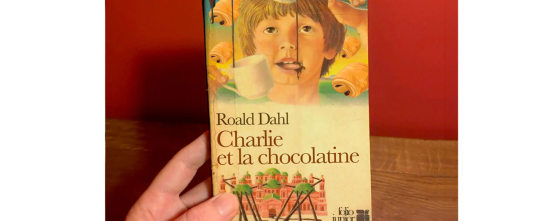 Roald Dahl
Charlie
et la chocolatine
folio
junior